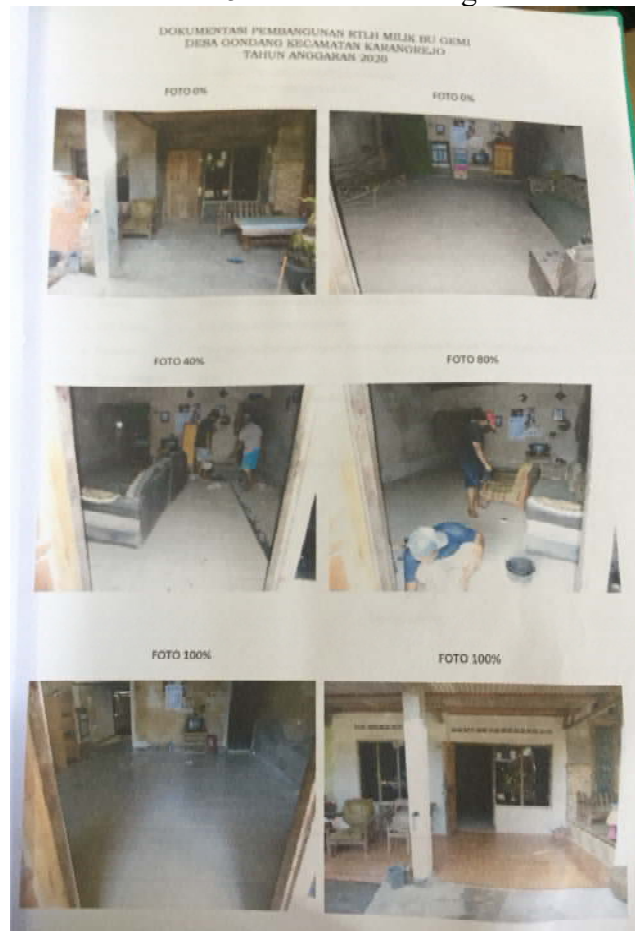 DOKUMENTASI PEMBANGUNAN RTLH MILIK BU GEMI
DESA GONDANG KECAMATAN KARANGREJO
TAHUN ANGGARAN 2020
FOTO 0%
FOTO 0%
FOTO 40%
FOTO 80%
FOTO 100%
FOTO 100%